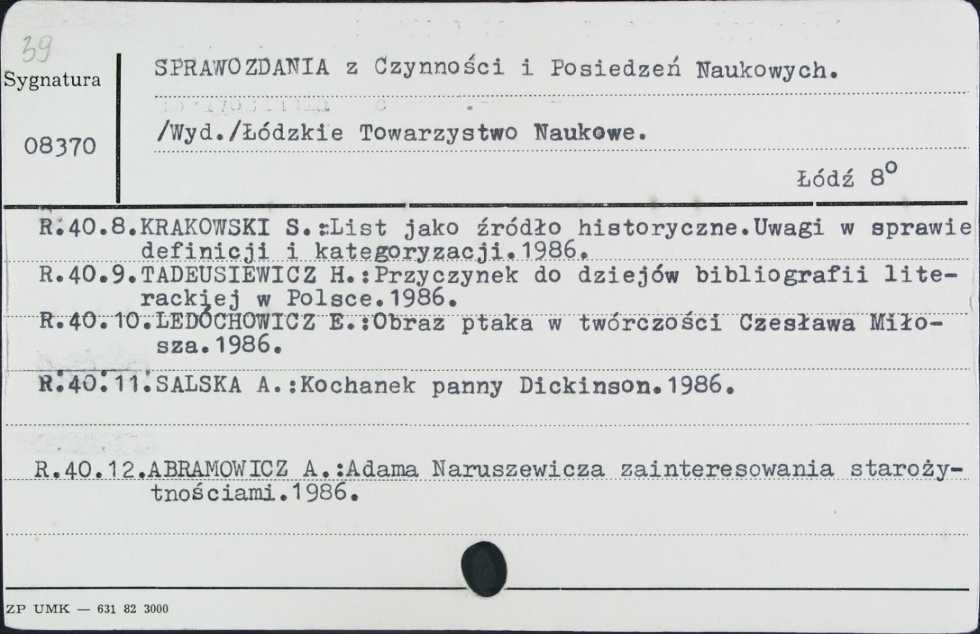 39
Sygnatura
08370
SPRAWOZDANIA z Czynności i Posiedzeń Naukowych.
/Wyd./Łódzkie Towarzystwo Naukowe.
Łódź 8º
R.40.8.KRAKOWSKI S.:List jako źródło historyczne.Uwagi w sprawie
definicji i kategoryzacji.1986.
R.40.9.TADEUSIEWICZ H.:Przyczynek do dziejów bibliografii lite-
rackiej w Polsce.1986.
R.40.10.LEDÓCHOWICZ E.:Obraz ptaka w twórczości Czesława Miło-
sza.1986.
R.40.11.SALSKA A.:Kochanek panny Dickinson.1986.
R.40.12.ABRAMOWICZ A.:Adama Naruszewicza zainteresowania staroży-
tnościami.1986.
ZP UMK — 631 82 3000